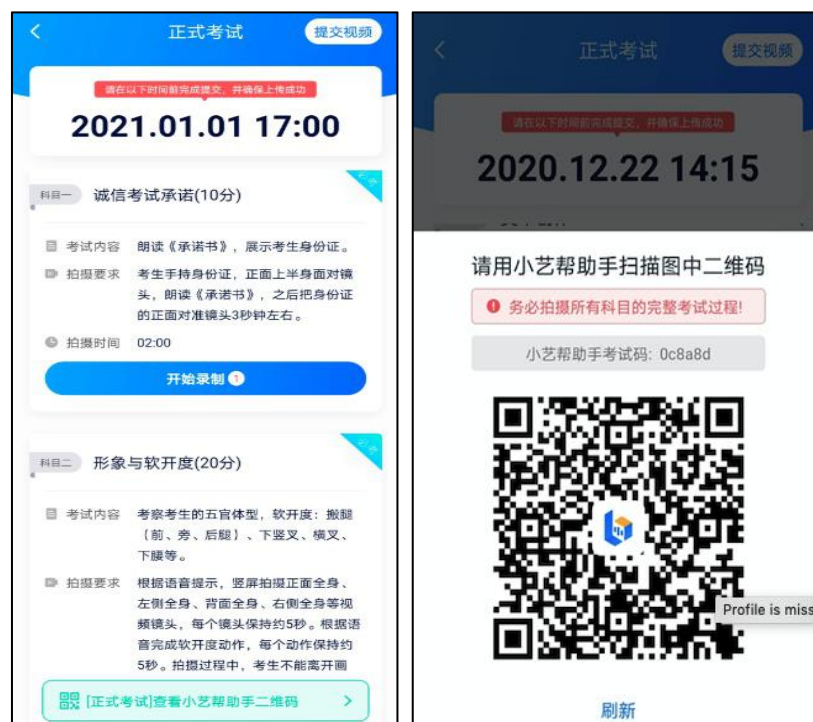 正式考试
提交视频
请在以下时间前完成提交，并确保上传成功
2021.01.01 17:00
科目一 诚信考试承诺(10分)
考试内容 朗读《承诺书》，展示考生身份证。
拍摄要求 考生手持身份证，正面上半身面对镜
头，朗读《承诺书》，之后把身份证
的正面对准镜头3秒钟左右。
拍摄时间 02:00
开始录制 1
科目二 形象与软开度(20分)
考试内容 考察考生的五官体型，软开度：搬腿
（前、旁、后腿）、下竖叉、横叉、
下腰等。
拍摄要求 根据语音提示，竖屏拍摄正面全身、
左侧全身、背面全身、右侧全身等视
频镜头，每个镜头保持约5秒。根据语
音完成软开度动作，每个动作保持约
5秒。拍摄过程中，考生不能离开画
[正式考试]查看小艺帮助手二维码
正式考试
提交视频
请在以下时间前完成提交，并确保上传成功
2020.12.22 14:15
请用小艺帮助手扫描图中二维码
务必拍摄所有科目的完整考试过程!
小艺帮助手考试码: 0c8a8d
Profile is miss
刷新